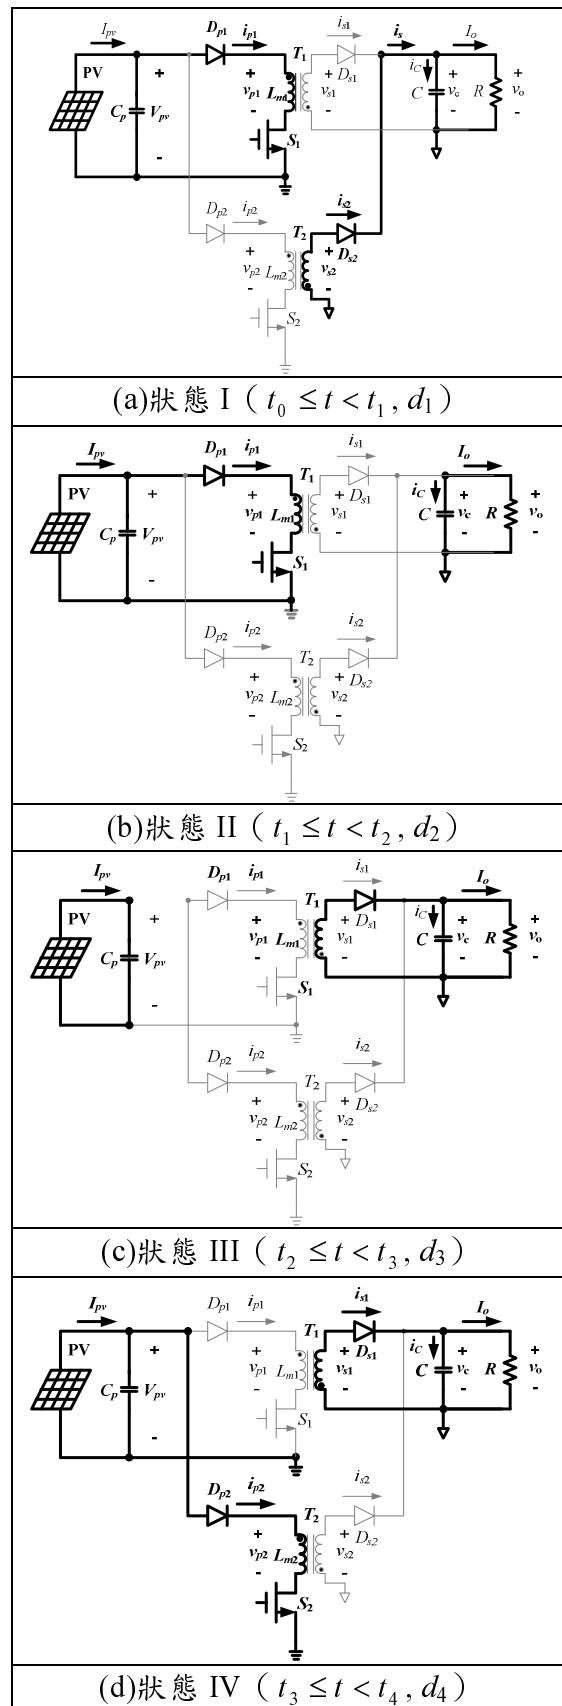 I_pv D_p1 i_p1 i_s1 i_s I_o
PV + C_p V_pv - + v_p1 - L_m1 T_1 + v_s1 - D_s1 i_C C + v_c - R + v_o -
S_1
D_p2 i_p2 i_s2
+ v_p2 - L_m2 T_2 + v_s2 - D_s2
S_2
(a)狀態 I ( t_0 ≤ t < t_1 , d_1 )
I_pv D_p1 i_p1 i_s1 I_o
PV + C_p V_pv - + v_p1 - L_m1 T_1 + v_s1 - D_s1 i_C C + v_c - R + v_o -
S_1
D_p2 i_p2 i_s2
+ v_p2 - L_m2 T_2 + v_s2 - D_s2
S_2
(b)狀態 II ( t_1 ≤ t < t_2 , d_2 )
I_pv D_p1 i_p1 i_s1 I_o
PV + C_p V_pv - + v_p1 - L_m1 T_1 + v_s1 - D_s1 i_C C + v_c - R + v_o -
S_1
D_p2 i_p2 i_s2
+ v_p2 - L_m2 T_2 + v_s2 - D_s2
S_2
(c)狀態 III ( t_2 ≤ t < t_3 , d_3 )
I_pv D_p1 i_p1 i_s1 I_o
PV + C_p V_pv - + v_p1 - L_m1 T_1 + v_s1 - D_s1 i_C C + v_c - R + v_o -
S_1
D_p2 i_p2 i_s2
+ v_p2 - L_m2 T_2 + v_s2 - D_s2
S_2
(d)狀態 IV ( t_3 ≤ t < t_4 , d_4 )